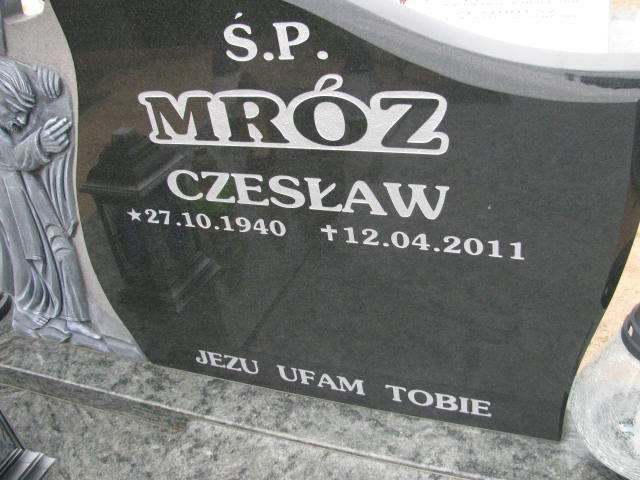 Ś.P.
MRÓZ
CZESŁAW
★27.10.1940 ✝12.04.2011
JEZU UFAM TOBIE